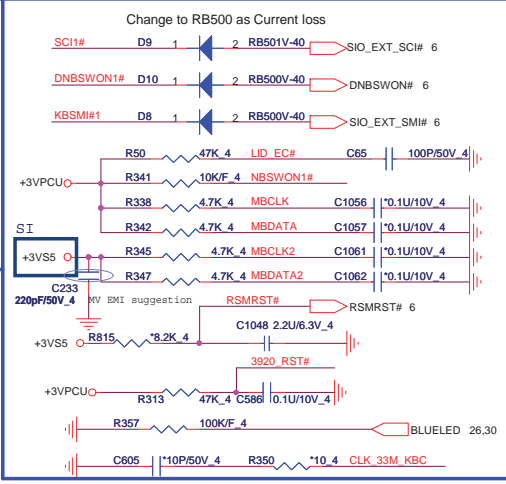 Change to RB500 as Current loss
SCI1# D9 1 2 RB501V-40 SIO_EXT_SCI# 6
DNBSWON1# D10 1 2 RB500V-40 DNBSWON# 6
KBSMI#1 D8 1 2 RB500V-40 SIO_EXT_SMI# 6
R50 47K_4 LID_EC# C65 100P/50V_4
+3VPCU R341 10K/F_4 NBSWON1#
R338 4.7K_4 MBCLK C1056 *0.1U/10V_4
R342 4.7K_4 MBDATA C1057 *0.1U/10V_4
SI
+3VS5 R345 4.7K_4 MBCLK2 C1061 *0.1U/10V_4
R347 4.7K_4 MBDATA2 C1062 *0.1U/10V_4
C233
220pF/50V_4 MV EMI suggestion
RSMRST# RSMRST# 6
+3VS5 R815 *8.2K_4 C1048 2.2U/6.3V_4
3920_RST#
+3VPCU R313 47K_4 C586 0.1U/10V_4
R357 100K/F_4 BLUELED 26,30
C605 *10P/50V_4 R350 *10_4 CLK_33M_KBC